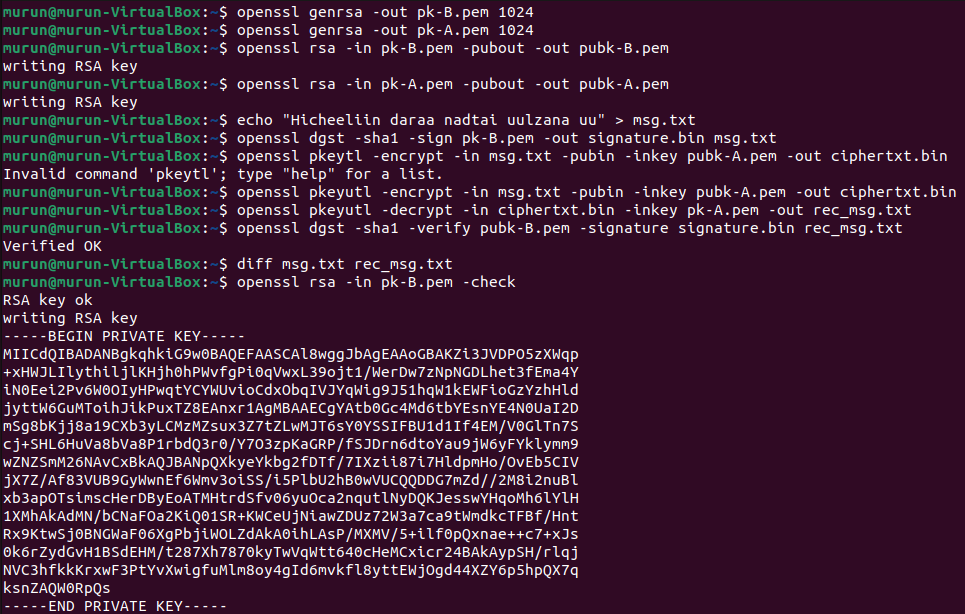 murun@murun-VirtualBox:~$ openssl genrsa -out pk-B.pem 1024
murun@murun-VirtualBox:~$ openssl genrsa -out pk-A.pem 1024
murun@murun-VirtualBox:~$ openssl rsa -in pk-B.pem -pubout -out pubk-B.pem
writing RSA key
murun@murun-VirtualBox:~$ openssl rsa -in pk-A.pem -pubout -out pubk-A.pem
writing RSA key
murun@murun-VirtualBox:~$ echo "Hicheeliin daraa nadtai uulzana uu" > msg.txt
murun@murun-VirtualBox:~$ openssl dgst -sha1 -sign pk-B.pem -out signature.bin msg.txt
murun@murun-VirtualBox:~$ openssl pkeytl -encrypt -in msg.txt -pubin -inkey pubk-A.pem -out ciphertxt.bin
Invalid command 'pkeytl'; type "help" for a list.
murun@murun-VirtualBox:~$ openssl pkeyutl -encrypt -in msg.txt -pubin -inkey pubk-A.pem -out ciphertxt.bin
murun@murun-VirtualBox:~$ openssl pkeyutl -decrypt -in ciphertxt.bin -inkey pk-A.pem -out rec_msg.txt
murun@murun-VirtualBox:~$ openssl dgst -sha1 -verify pubk-B.pem -signature signature.bin rec_msg.txt
Verified OK
murun@murun-VirtualBox:~$ diff msg.txt rec_msg.txt
murun@murun-VirtualBox:~$ openssl rsa -in pk-B.pem -check
RSA key ok
writing RSA key
-----BEGIN PRIVATE KEY-----
MIICdQIBADANBgkqhkiG9w0BAQEFAASCAl8wggJbAgEAAoGBAKZi3JVDPO5zXWqp
+xHWJLIlythiljlKHjh0hPWvfgPi0qVwxL39ojt1/WerDw7zNpNGDLhet3fEma4Y
iN0Eei2Pv6W0OIyHPwqtYCYWUvioCdxObqIVJYqWig9J51hqW1kEWFioGzYzhHld
jyttW6GuMToihJikPuxTZ8EAnxr1AgMBAAECgYAtb0Gc4Md6tbYEsnYE4N0UaI2D
mSg8bKjj8a19CXb3yLCMzMZsux3Z7tZLwMJT6sY0YSSIFBU1d1If4EM/V0GlTn7S
cj+SHL6HuVa8bVa8P1rbdQ3r0/Y7O3zpKaGRP/fSJDrn6dtoYau9jW6yFYklymm9
wZNZSmM26NAvCxBkAQJBANpQXkyeYkbg2fDTf/7IXzii87i7HldpmHo/OvEb5CIV
jX7Z/Af83VUB9GyWwnEf6Wmv3oiSS/i5PlbU2hB0wVUCQQDDG7mZd//2M8i2nuBl
xb3apOTsimscHerDByEoATMHtrdSfv06yuOca2nqutlNyDQKJesswYHqoMh6lYlH
1XMhAkAdMN/bCNaFOa2KiQ01SR+KWCeUjNiawZDUz72W3a7ca9tWmdkcTFBf/Hnt
Rx9KtwSj0BNGWaF06XgPbjiWOLZdAkA0ihLAsP/MXMV/5+ilf0pQxnae++c7+xJs
0k6rZydGvH1BSdEHM/t287Xh7870kyTwVqWtt640cHeMCxicr24BAkAypSH/rlqj
NVC3hfkkKrxwF3PtYvXwigfuMlm8oy4gId6mvkfl8yttEWjOgd44XZY6p5hpQX7q
ksnZAQW0RpQs
-----END PRIVATE KEY-----